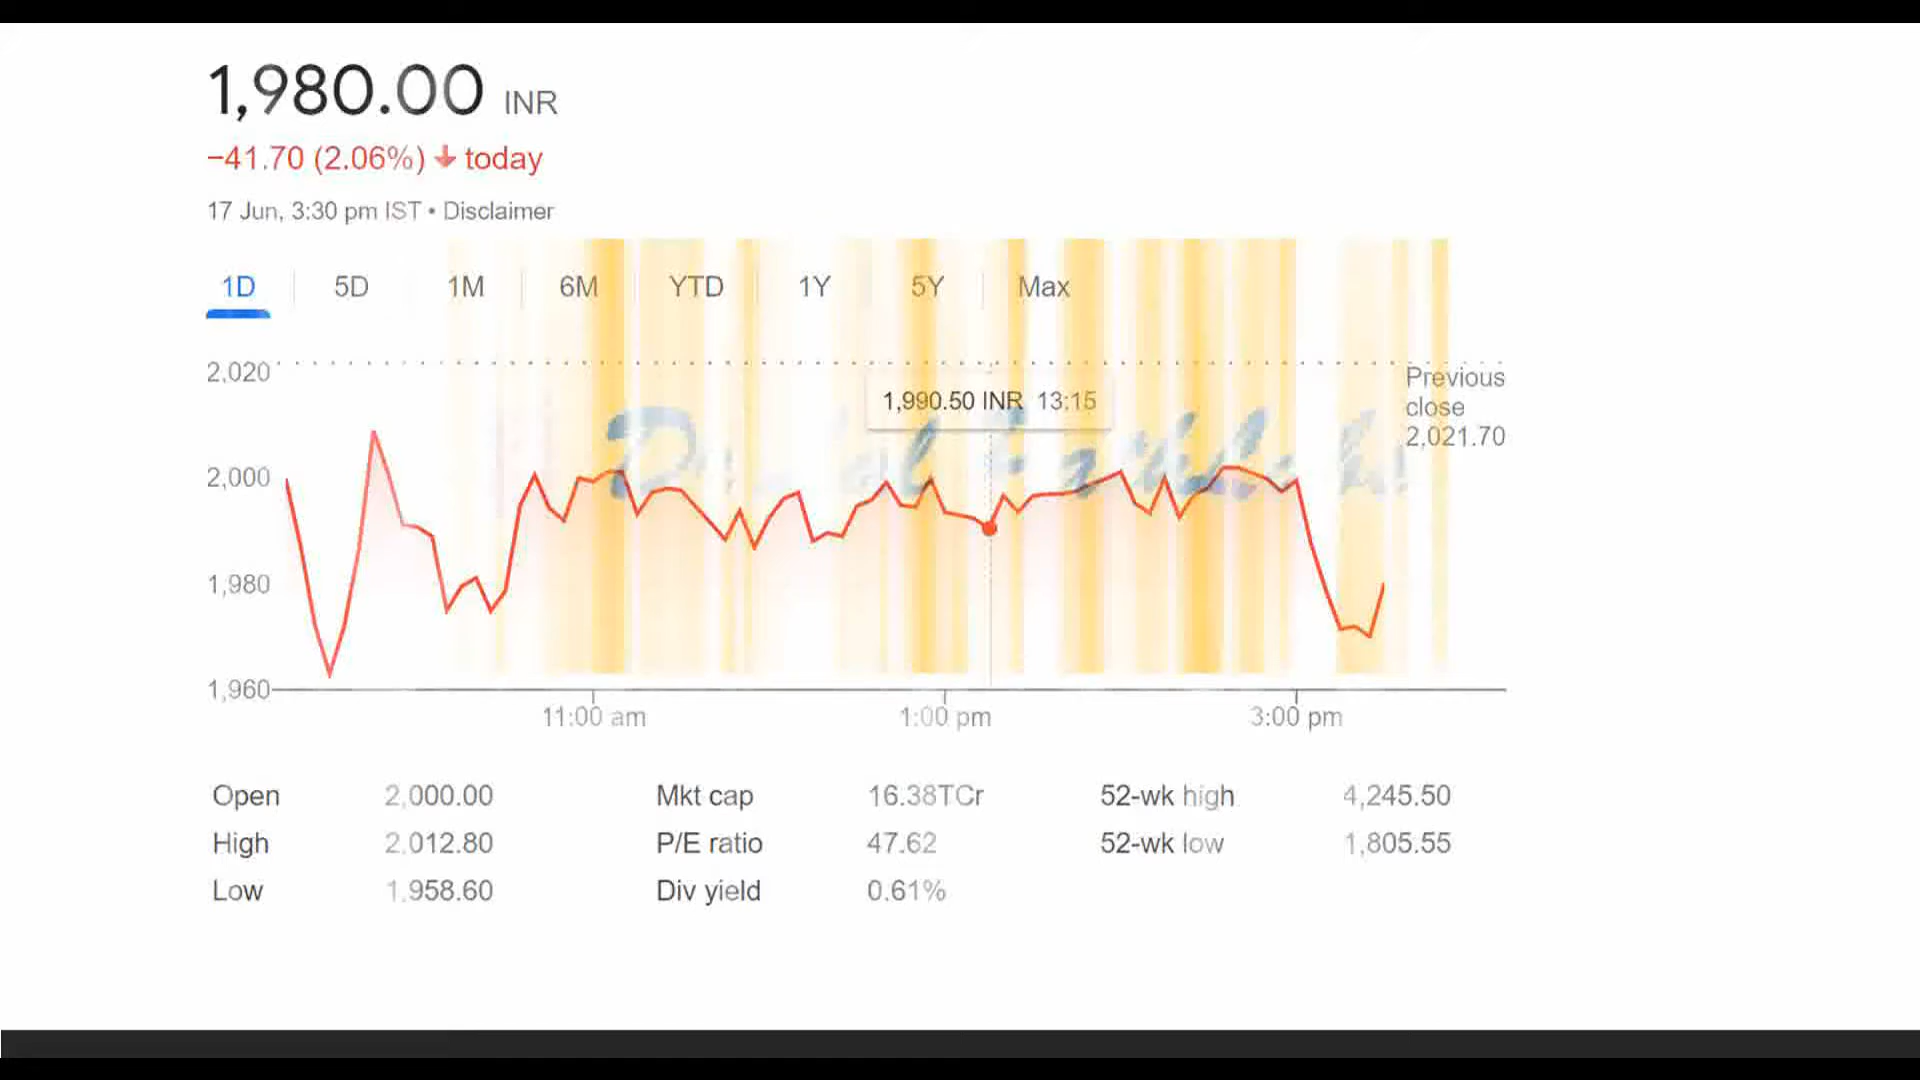 1,980.00 INR
−41.70 (2.06%) ↓ today
17 Jun, 3:30 pm IST • Disclaimer
1D 5D 1M 6M YTD 1Y 5Y Max
2,020
Previous
close
2,021.70
1,990.50 INR 13:15
2,000
1,980
1,960
11:00 am 1:00 pm 3:00 pm
Open 2,000.00 Mkt cap 16.38TCr 52-wk high 4,245.50
High 2,012.80 P/E ratio 47.62 52-wk low 1,805.55
Low 1,958.60 Div yield 0.61%